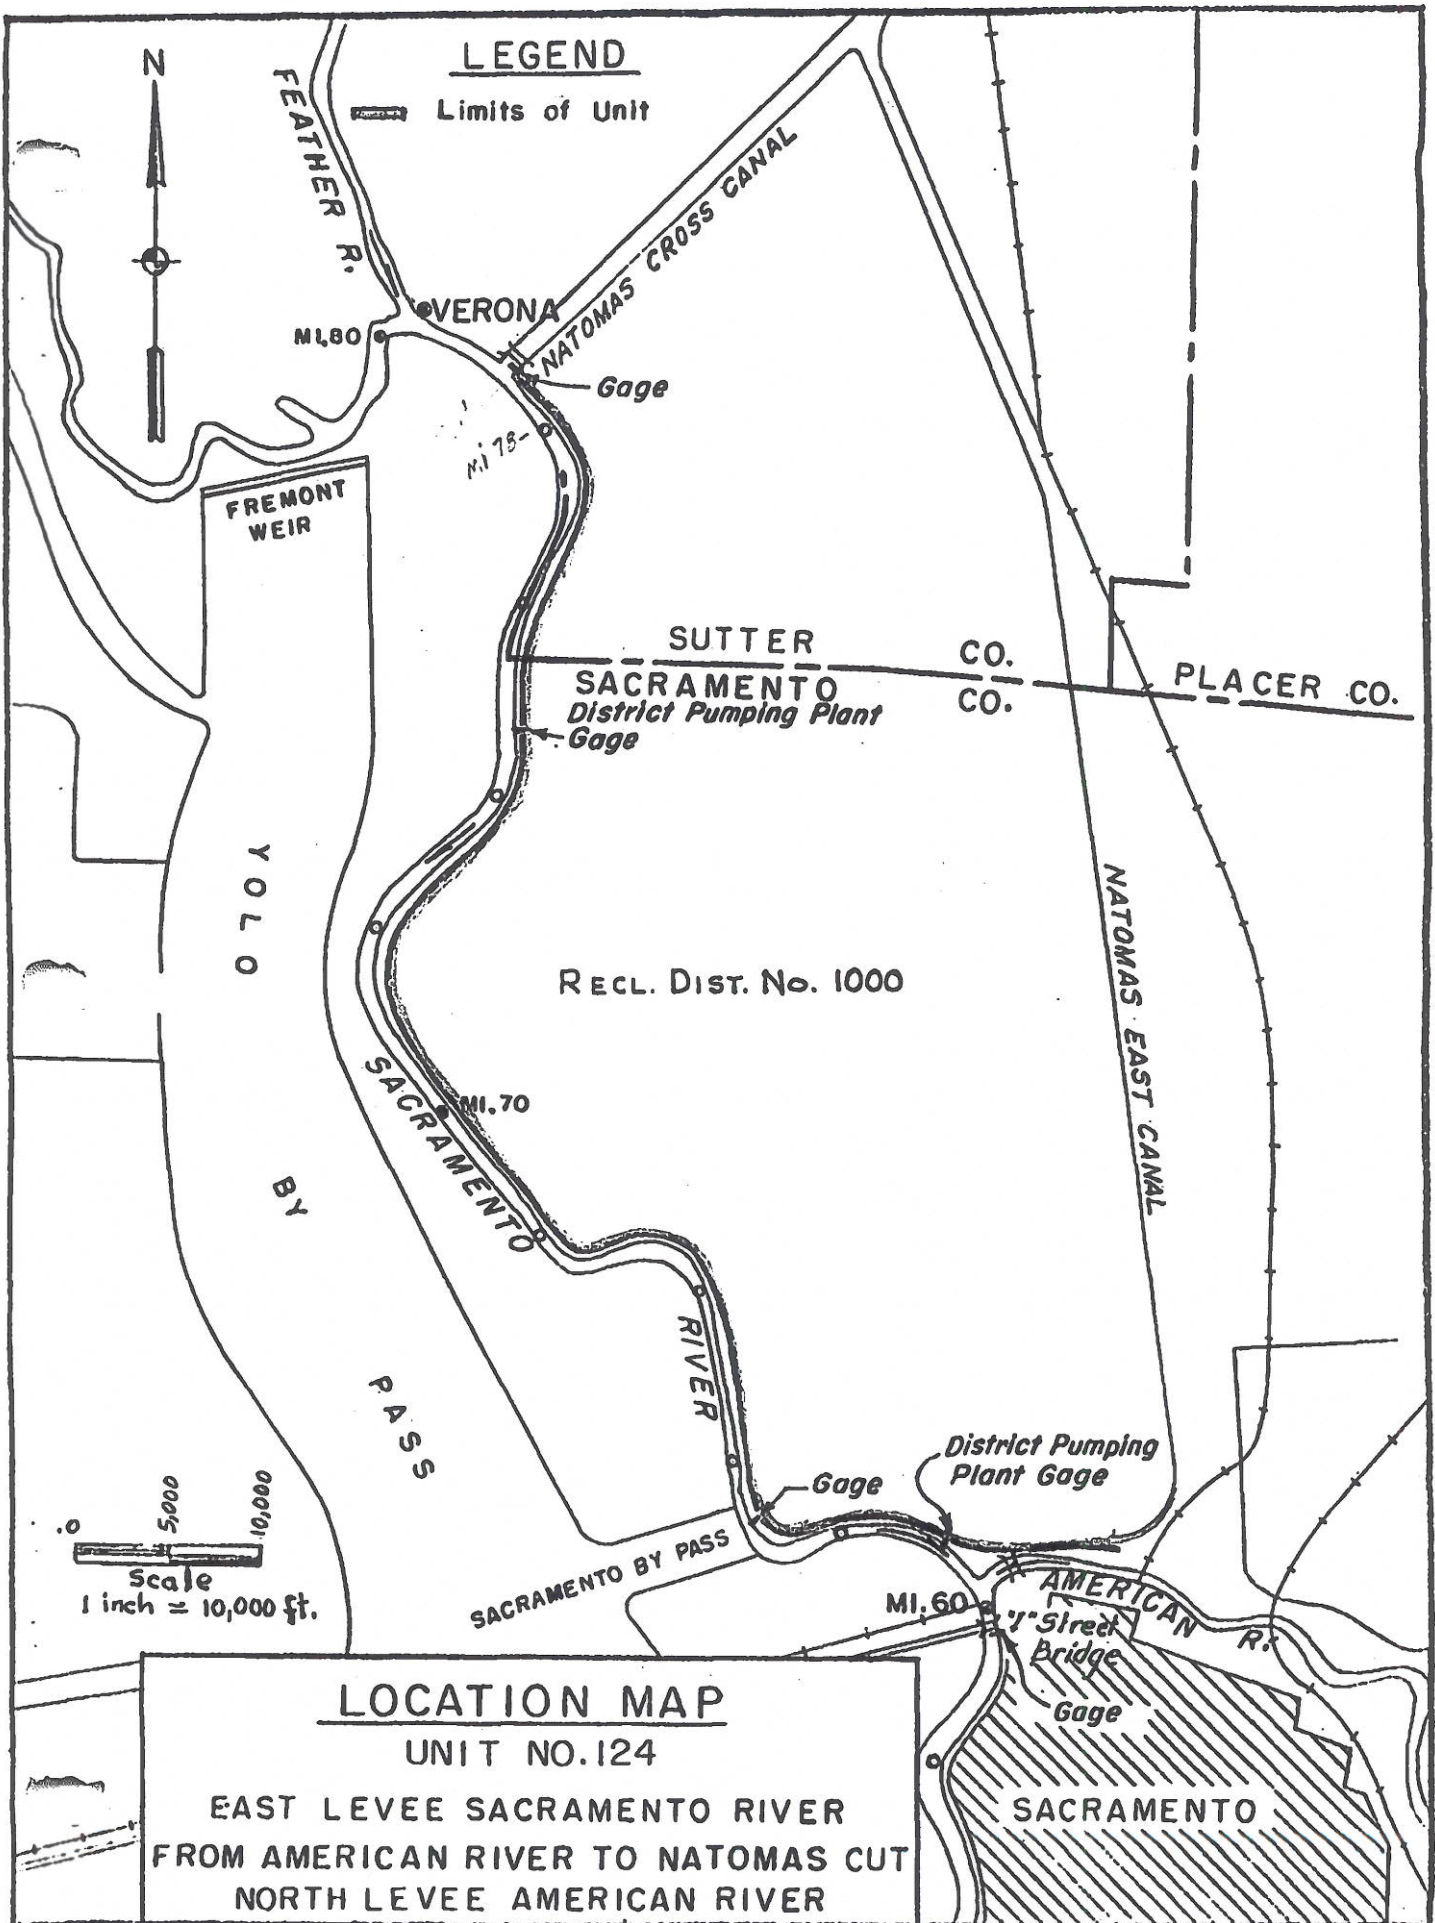 LEGEND
Limits of Unit
N
FEATHER R.
NATOMAS CROSS CANAL
VERONA
MI.80
Gage
MI 78-
FREMONT
WEIR
SUTTER CO.
SACRAMENTO CO.
PLACER CO.
District Pumping Plant
Gage
YOLO
BY
PASS
NATOMAS EAST CANAL
RECL. DIST. NO. 1000
MI.70
SACRAMENTO
RIVER
District Pumping
Plant Gage
Gage
0 5,000 10,000
Scale
1 inch = 10,000 ft.
SACRAMENTO BY PASS
MI.60
AMERICAN R.
"I" Street
Bridge
Gage
SACRAMENTO
LOCATION MAP
UNIT NO.124
EAST LEVEE SACRAMENTO RIVER
FROM AMERICAN RIVER TO NATOMAS CUT
NORTH LEVEE AMERICAN RIVER